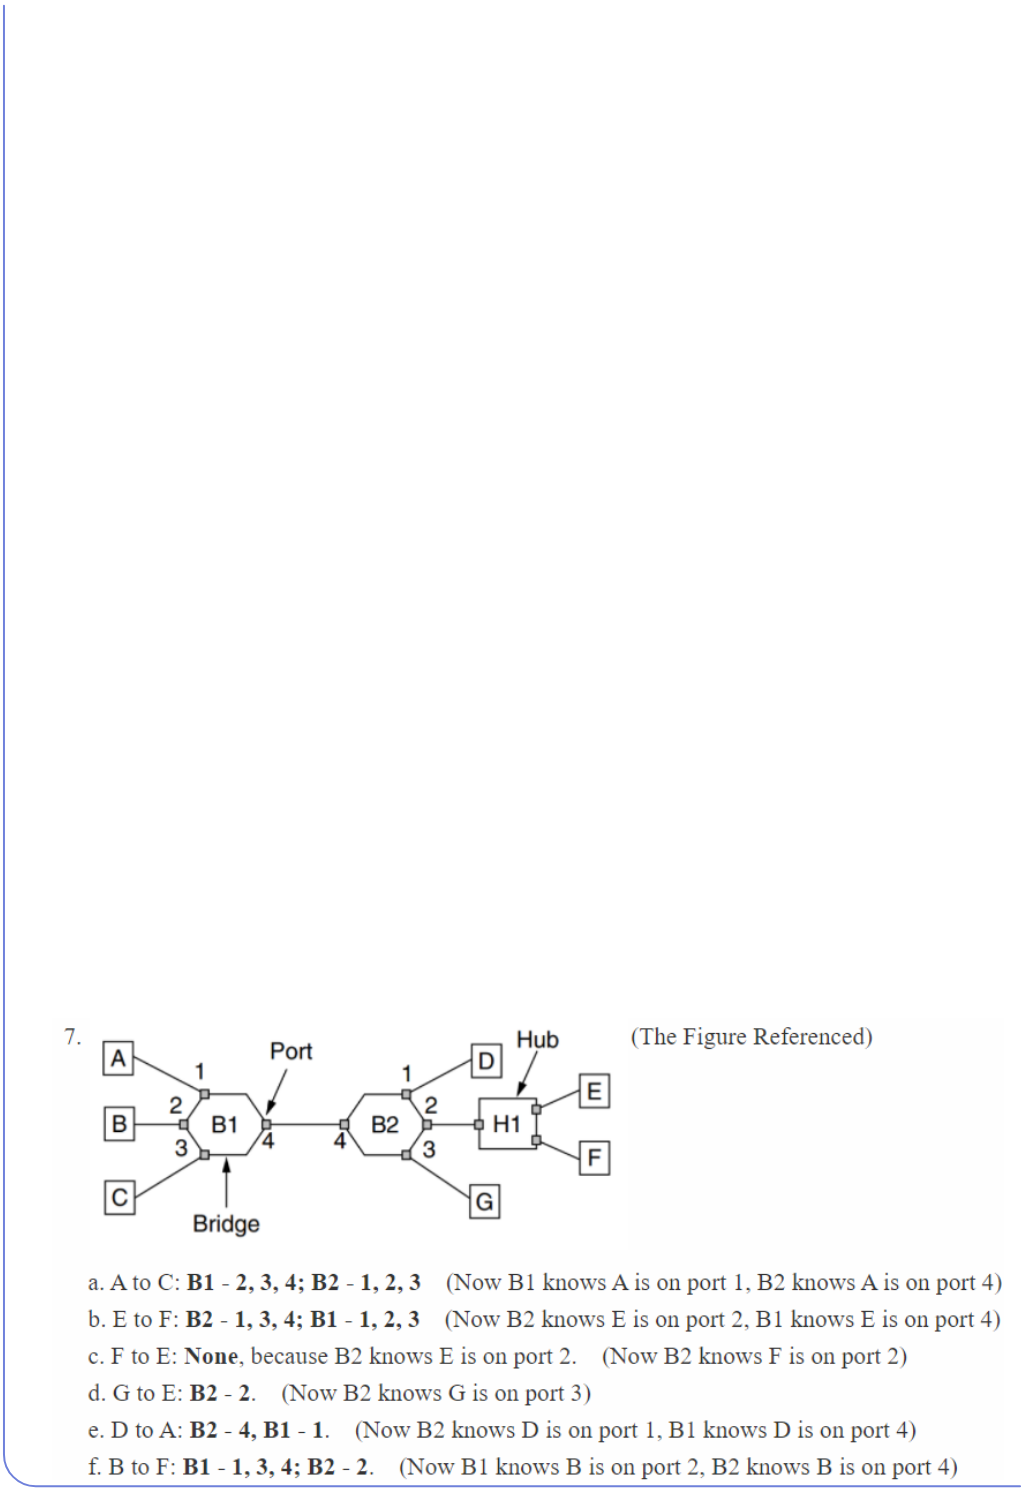 7.
(The Figure Referenced)
Hub
Port
A
D
1
1
E
2
2
B
B1
B2
H1
4
4
3
3
F
C
G
Bridge
a. A to C: B1 - 2, 3, 4; B2 - 1, 2, 3 (Now B1 knows A is on port 1, B2 knows A is on port 4)
b. E to F: B2 - 1, 3, 4; B1 - 1, 2, 3 (Now B2 knows E is on port 2, B1 knows E is on port 4)
c. F to E: None, because B2 knows E is on port 2. (Now B2 knows F is on port 2)
d. G to E: B2 - 2. (Now B2 knows G is on port 3)
e. D to A: B2 - 4, B1 - 1. (Now B2 knows D is on port 1, B1 knows D is on port 4)
f. B to F: B1 - 1, 3, 4; B2 - 2. (Now B1 knows B is on port 2, B2 knows B is on port 4)